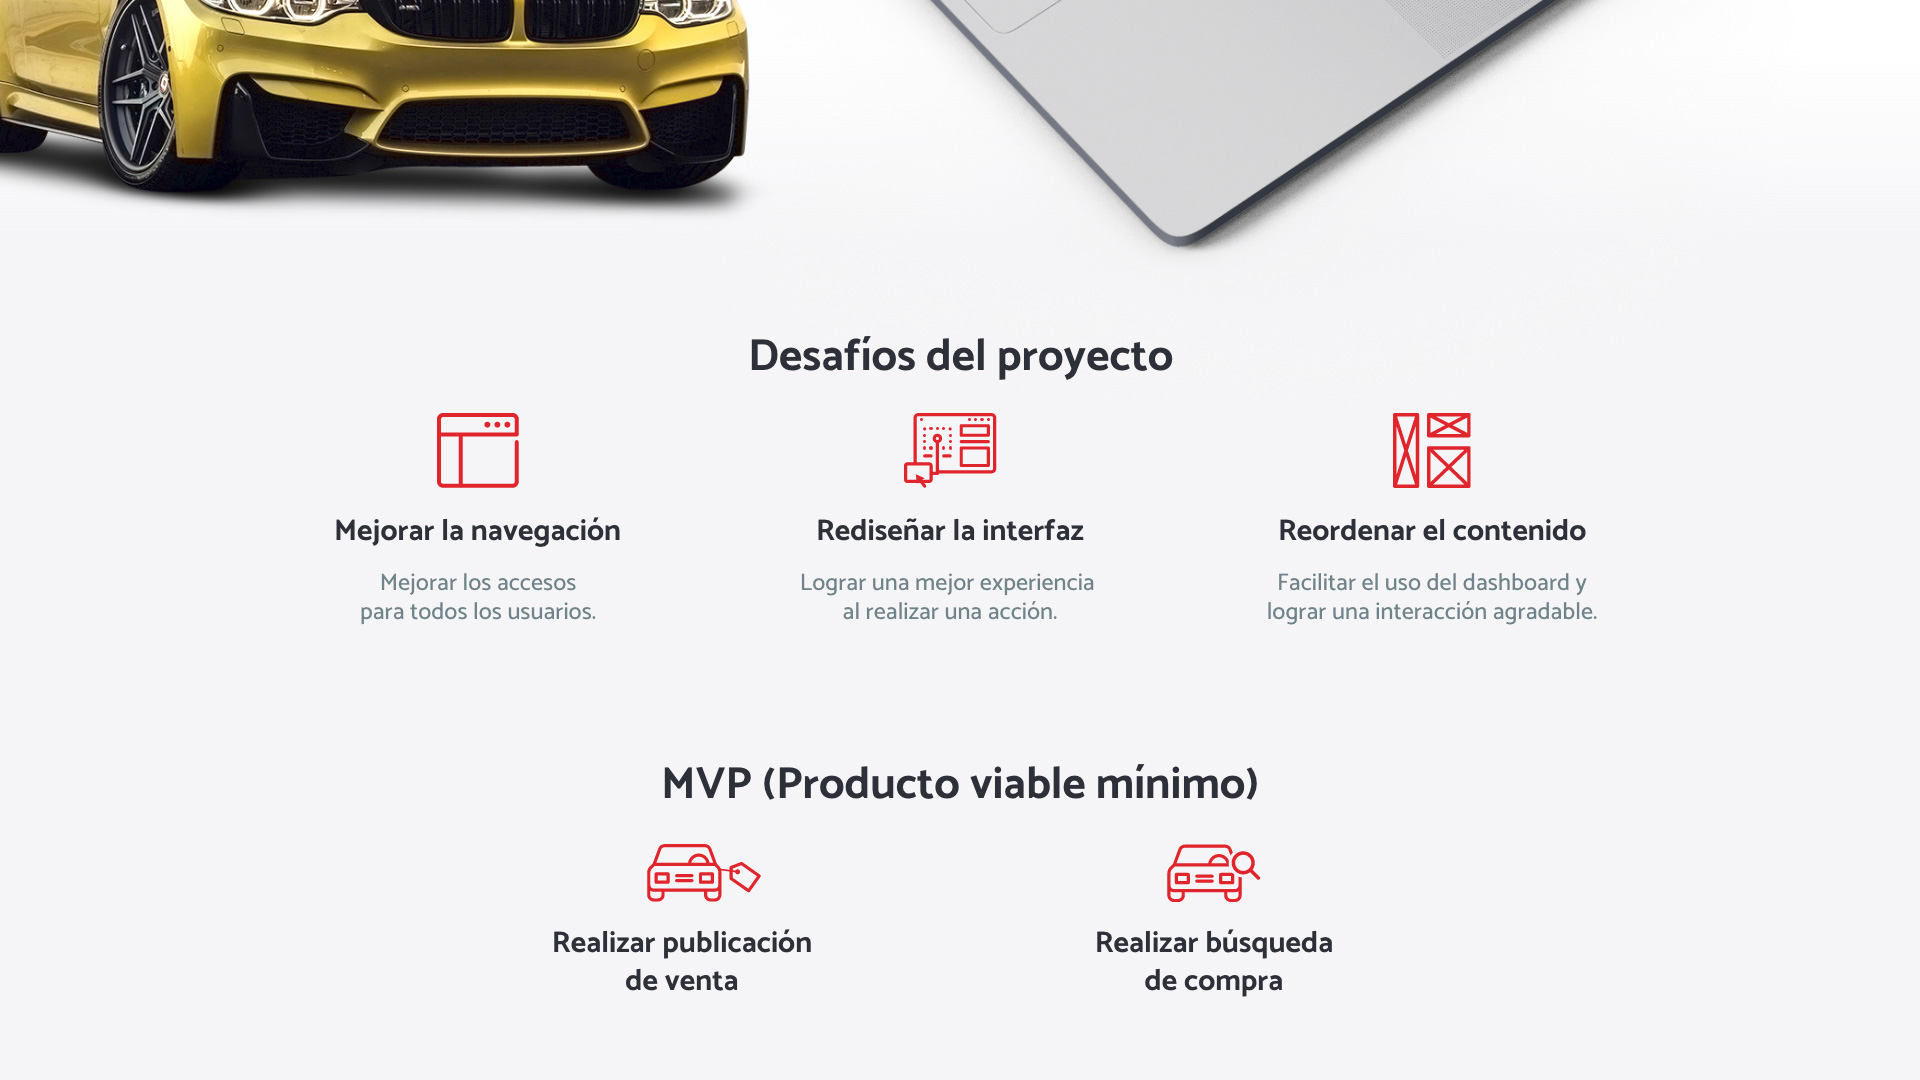 Desafíos del proyecto
Mejorar la navegación
Mejorar los accesos
para todos los usuarios.
Rediseñar la interfaz
Lograr una mejor experiencia
al realizar una acción.
Reordenar el contenido
Facilitar el uso del dashboard y
lograr una interacción agradable.
MVP (Producto viable mínimo)
Realizar publicación
de venta
Realizar búsqueda
de compra